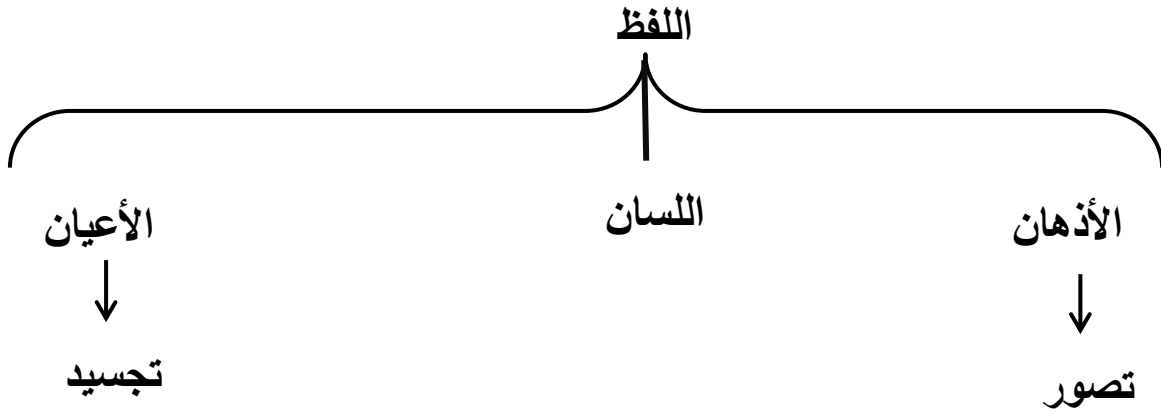 اللفظ
الأذهان
اللسان
الأعيان
تصور
تجسيد